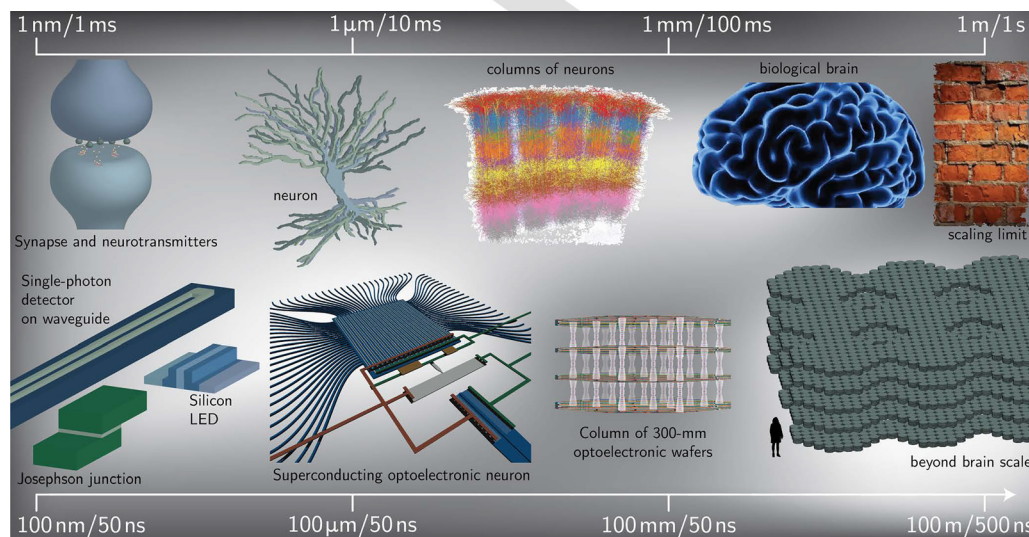 1 nm/1 ms
1 μm/10 ms
1 mm/100 ms
1 m/1 s
columns of neurons
biological brain
neuron
Synapse and neurotransmitters
scaling limit
Single-photon
detector
on waveguide
Silicon
LED
Josephson junction
Superconducting optoelectronic neuron
Column of 300-mm
optoelectronic wafers
beyond brain scale
100 nm/50 ns
100 μm/50 ns
100 mm/50 ns
100 m/500 ns